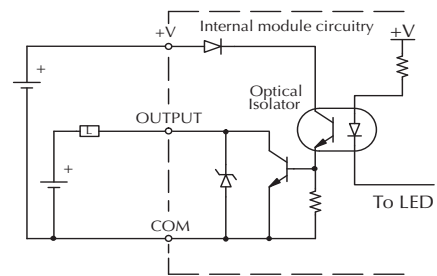 Internal module circuitry
+V
+V
+
Optical
Isolator
OUTPUT
L
+
To LED
COM